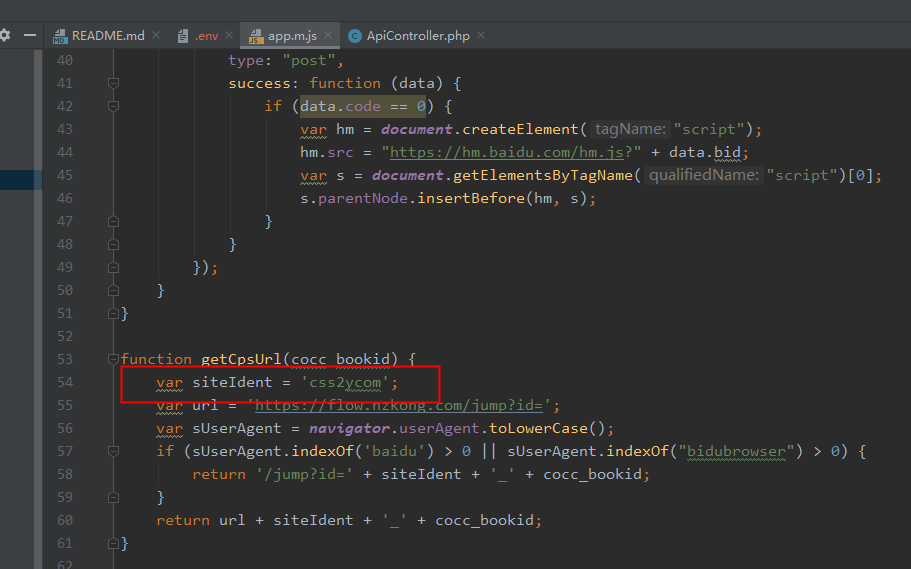 README.md .env app.m.js ApiController.php
40 type: "post",
41 success: function (data) {
42 if (data.code == 0) {
43 var hm = document.createElement( tagName: "script");
44 hm.src = "https://hm.baidu.com/hm.js?" + data.bid;
45 var s = document.getElementsByTagName( qualifiedName: "script")[0];
46 s.parentNode.insertBefore(hm, s);
47 }
48 }
49 });
50 }
51 }
52
53 function getCpsUrl(cocc_bookid) {
54 var siteIdent = 'css2ycom';
55 var url = 'https://flow.hzkong.com/jump?id=';
56 var sUserAgent = navigator.userAgent.toLowerCase();
57 if (sUserAgent.indexOf('baidu') > 0 || sUserAgent.indexOf("bidubrowser") > 0) {
58 return '/jump?id=' + siteIdent + '_' + cocc_bookid;
59 }
60 return url + siteIdent + '_' + cocc_bookid;
61 }
62